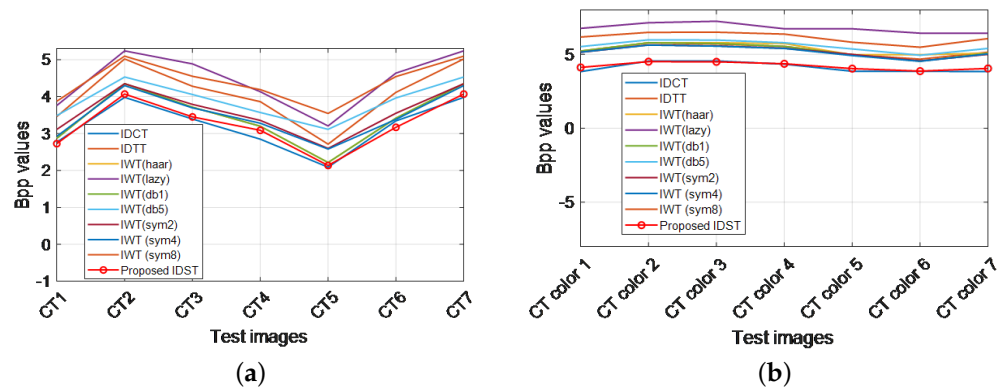 5
4
3
2
1
0
-1
Bpp values
IDCT
IDTT
IWT(haar)
IWT(lazy)
IWT(db1)
IWT(db5)
IWT(sym2)
IWT (sym4)
IWT (sym8)
Proposed IDST
CT1
CT2
CT3
CT4
CT5
CT6
CT7
Test images
(a)
5
0
-5
Bpp values
IDCT
IDTT
IWT(haar)
IWT(lazy)
IWT(db1)
IWT(db5)
IWT(sym2)
IWT (sym4)
IWT (sym8)
Proposed IDST
CT color 1
CT color 2
CT color 3
CT color 4
CT color 5
CT color 6
CT color 7
Test images
(b)